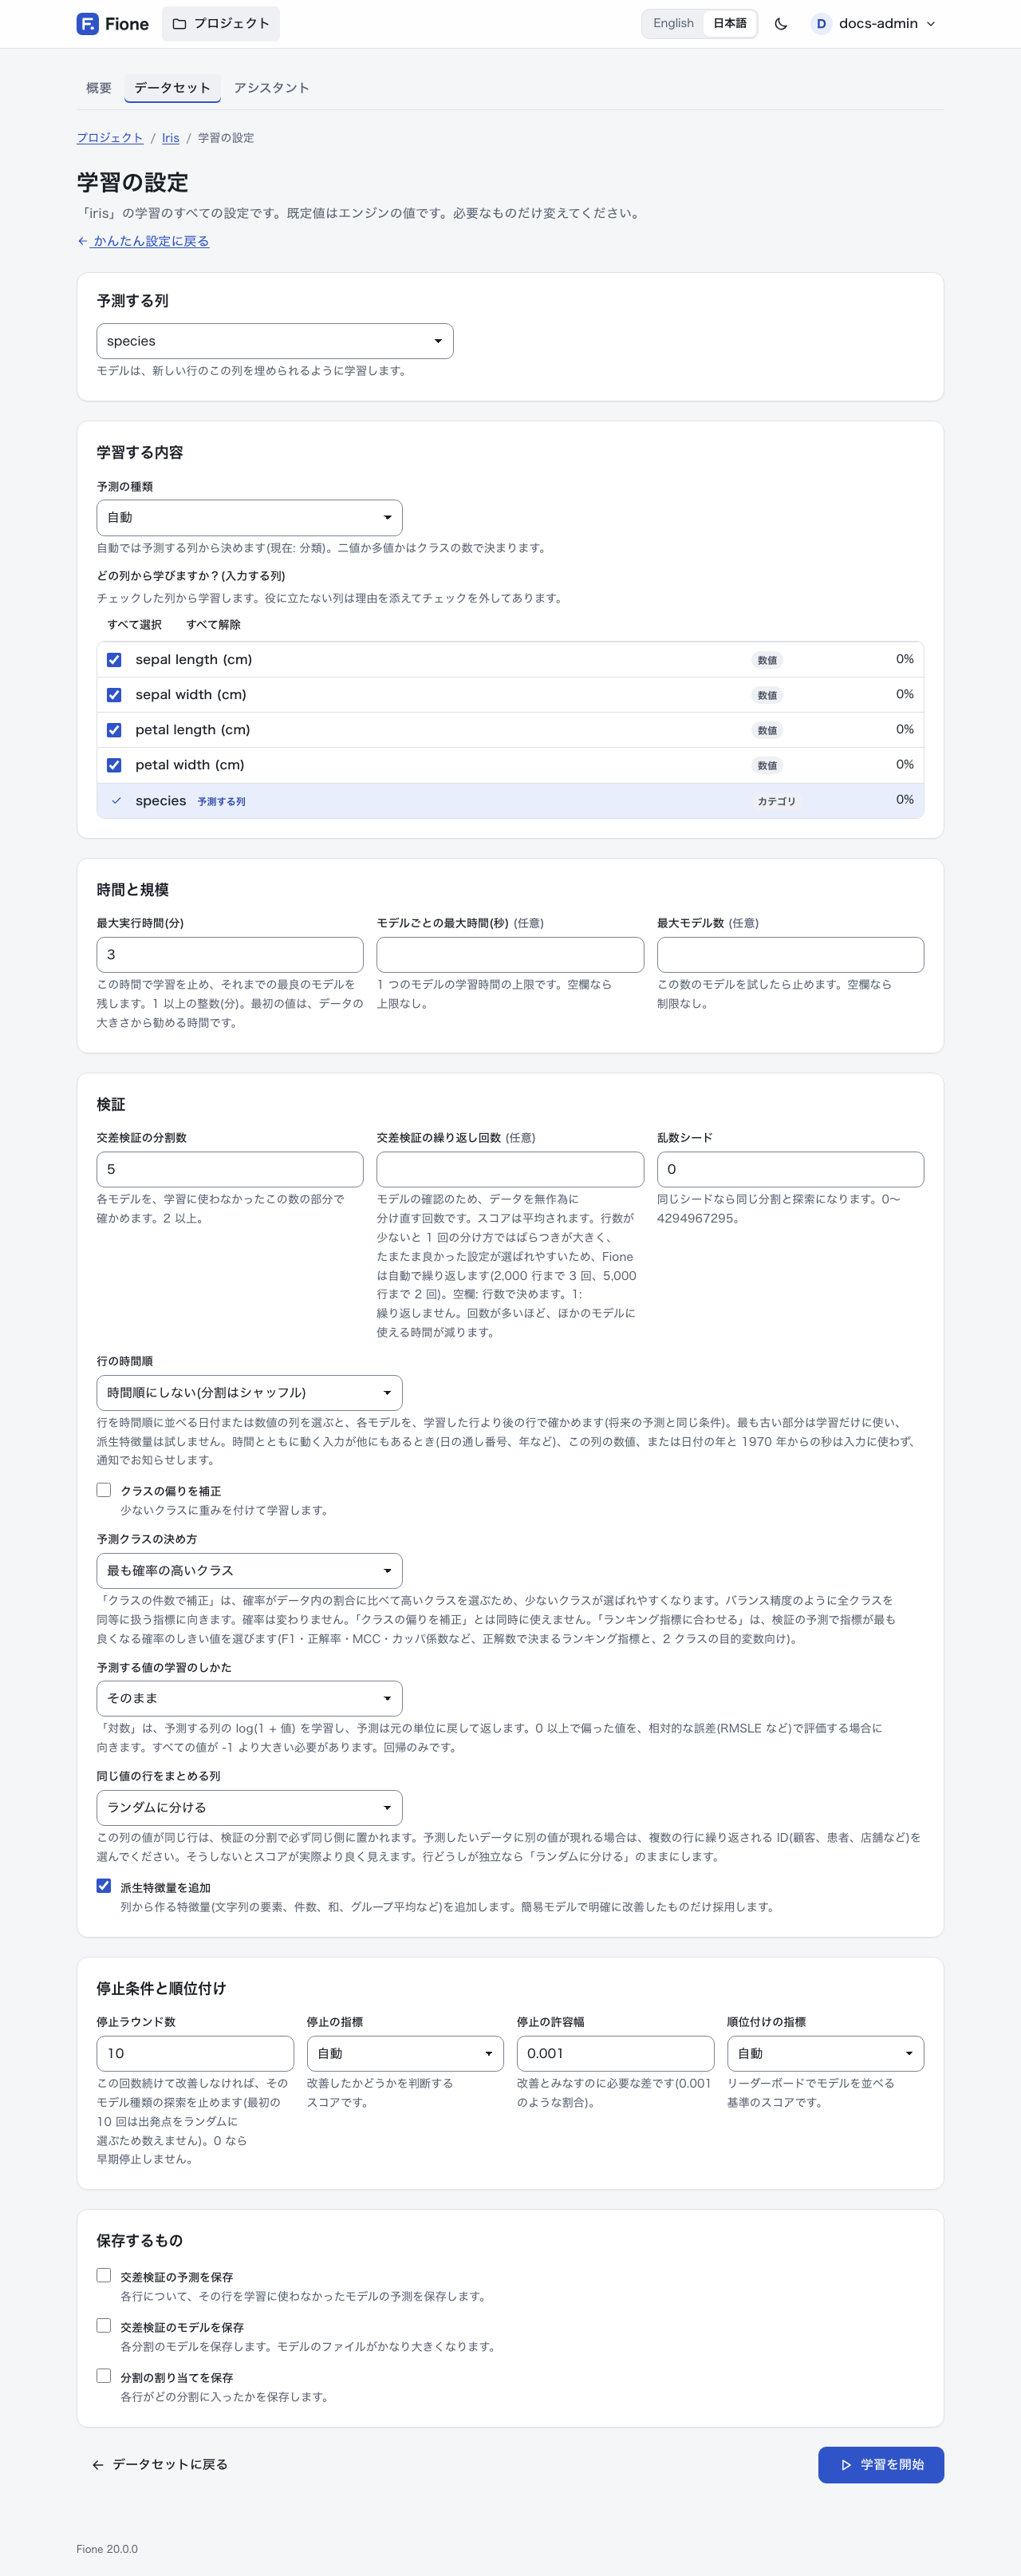 Fione プロジェクト English 日本語 D docs-admin
概要 データセット アシスタント
プロジェクト / Iris / 学習の設定
学習の設定
「iris」の学習のすべての設定です。既定値はエンジンの値です。必要なものだけ変えてください。
← かんたん設定に戻る
予測する列
species
モデルは、新しい行のこの列を埋められるように学習します。
学習する内容
予測の種類
自動
自動では予測する列から決めます(現在: 分類)。二値か多値かはクラスの数で決まります。
どの列から学びますか？(入力する列)
チェックした列から学習します。役に立たない列は理由を添えてチェックを外してあります。
すべて選択 すべて解除
sepal length (cm) 数値 0%
sepal width (cm) 数値 0%
petal length (cm) 数値 0%
petal width (cm) 数値 0%
species 予測する列 カテゴリ 0%
時間と規模
最大実行時間(分)
3
この時間で学習を止め、それまでの最良のモデルを
残します。1 以上の整数(分)。最初の値は、データの
大きさから勧める時間です。
モデルごとの最大時間(秒) (任意)
1 つのモデルの学習時間の上限です。空欄なら
上限なし。
最大モデル数 (任意)
この数のモデルを試したら止めます。空欄なら
制限なし。
検証
交差検証の分割数
5
各モデルを、学習に使わなかったこの数の部分で
確かめます。2 以上。
交差検証の繰り返し回数 (任意)
モデルの確認のため、データを無作為に
分け直す回数です。スコアは平均されます。行数が
少ないと 1 回の分け方ではばらつきが大きく、
たまたま良かった設定が選ばれやすいため、Fione
は自動で繰り返します(2,000 行まで 3 回、5,000
行まで 2 回)。空欄: 行数で決めます。1:
繰り返しません。回数が多いほど、ほかのモデルに
使える時間が減ります。
乱数シード
0
同じシードなら同じ分割と探索になります。0〜
4294967295。
行の時間順
時間順にしない(分割はシャッフル)
行を時間順に並べる日付または数値の列を選ぶと、各モデルを、学習した行より後の行で確かめます(将来の予測と同じ条件)。最も古い部分は学習だけに使い、
派生特徴量は試しません。時間とともに動く入力が他にもあるとき(日の通し番号、年など)、この列の数値、または日付の年と 1970 年からの秒は入力に使わず、
通知でお知らせします。
クラスの偏りを補正
少ないクラスに重みを付けて学習します。
予測クラスの決め方
最も確率の高いクラス
「クラスの件数で補正」は、確率がデータ内の割合に比べて高いクラスを選ぶため、少ないクラスが選ばれやすくなります。バランス精度のように全クラスを
同等に扱う指標に向きます。確率は変わりません。「クラスの偏りを補正」とは同時に使えません。「ランキング指標に合わせる」は、検証の予測で指標が最も
良くなる確率のしきい値を選びます(F1・正解率・MCC・カッパ係数など、正解数で決まるランキング指標と、2 クラスの目的変数向け)。
予測する値の学習のしかた
そのまま
「対数」は、予測する列の log(1 + 値) を学習し、予測は元の単位に戻して返します。0 以上で偏った値を、相対的な誤差(RMSLE など)で評価する場合に
向きます。すべての値が -1 より大きい必要があります。回帰のみです。
同じ値の行をまとめる列
ランダムに分ける
この列の値が同じ行は、検証の分割で必ず同じ側に置かれます。予測したいデータに別の値が現れる場合は、複数の行に繰り返される ID(顧客、患者、店舗など)を
選んでください。そうしないとスコアが実際より良く見えます。行どうしが独立なら「ランダムに分ける」のままにします。
派生特徴量を追加
列から作る特徴量(文字列の要素、件数、和、グループ平均など)を追加します。簡易モデルで明確に改善したものだけ採用します。
停止条件と順位付け
停止ラウンド数
10
この回数続けて改善しなければ、その
モデル種類の探索を止めます(最初の
10 回は出発点をランダムに
選ぶため数えません)。0 なら
早期停止しません。
停止の指標
自動
改善したかどうかを判断する
スコアです。
停止の許容幅
0.001
改善とみなすのに必要な差です(0.001
のような割合)。
順位付けの指標
自動
リーダーボードでモデルを並べる
基準のスコアです。
保存するもの
交差検証の予測を保存
各行について、その行を学習に使わなかったモデルの予測を保存します。
交差検証のモデルを保存
各分割のモデルを保存します。モデルのファイルがかなり大きくなります。
分割の割り当てを保存
各行がどの分割に入ったかを保存します。
← データセットに戻る 学習を開始
Fione 20.0.0